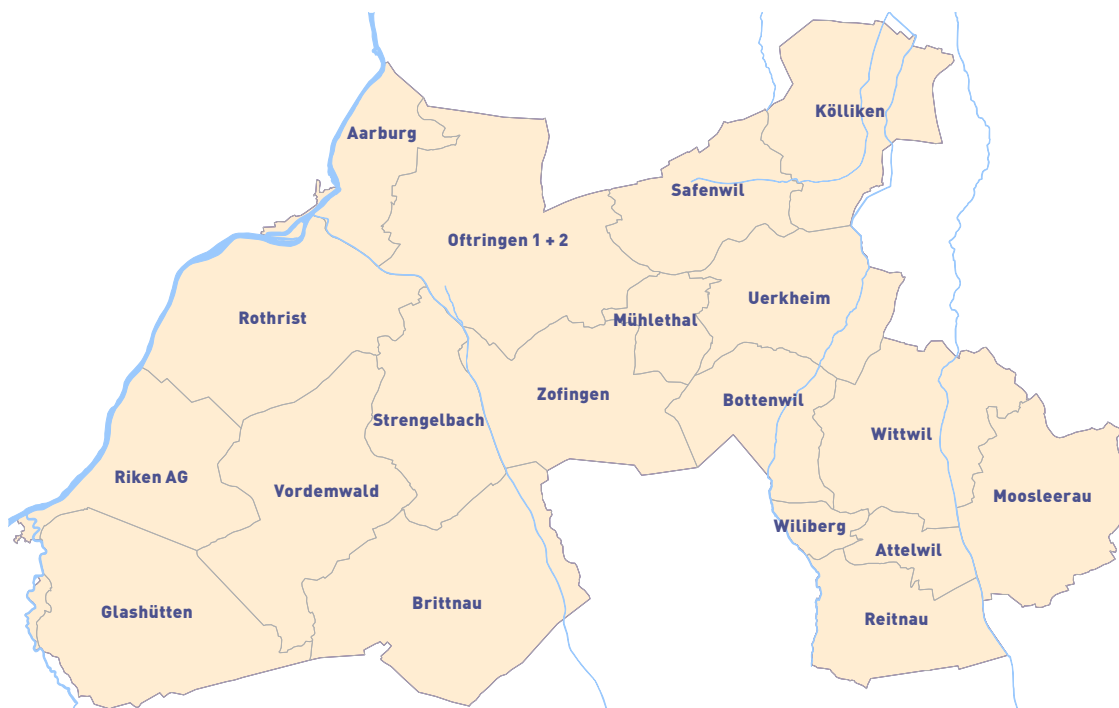 Kölliken
Aarburg
Safenwil
Oftringen 1 + 2
Uerkheim
Rothrist
Mühlethal
Zofingen
Bottenwil
Strengelbach
Wittwil
Riken AG
Vordemwald
Moosleerau
Wiliberg
Attelwil
Brittnau
Glashütten
Reitnau